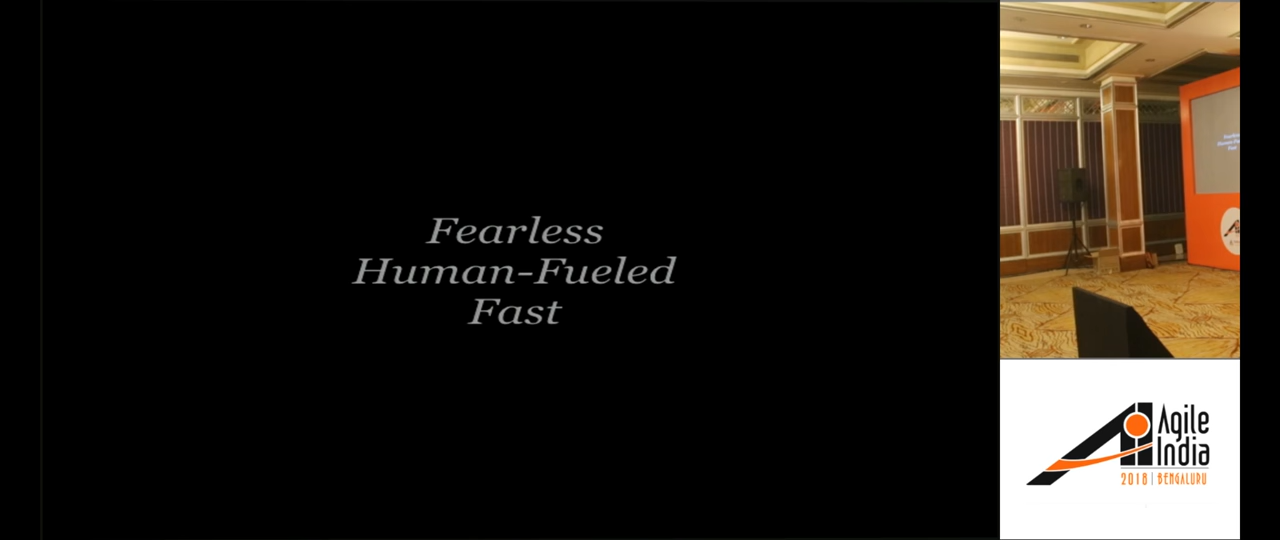 Fearless
Human-Fueled
Fast
Agile
India
2018 | BENGALURU